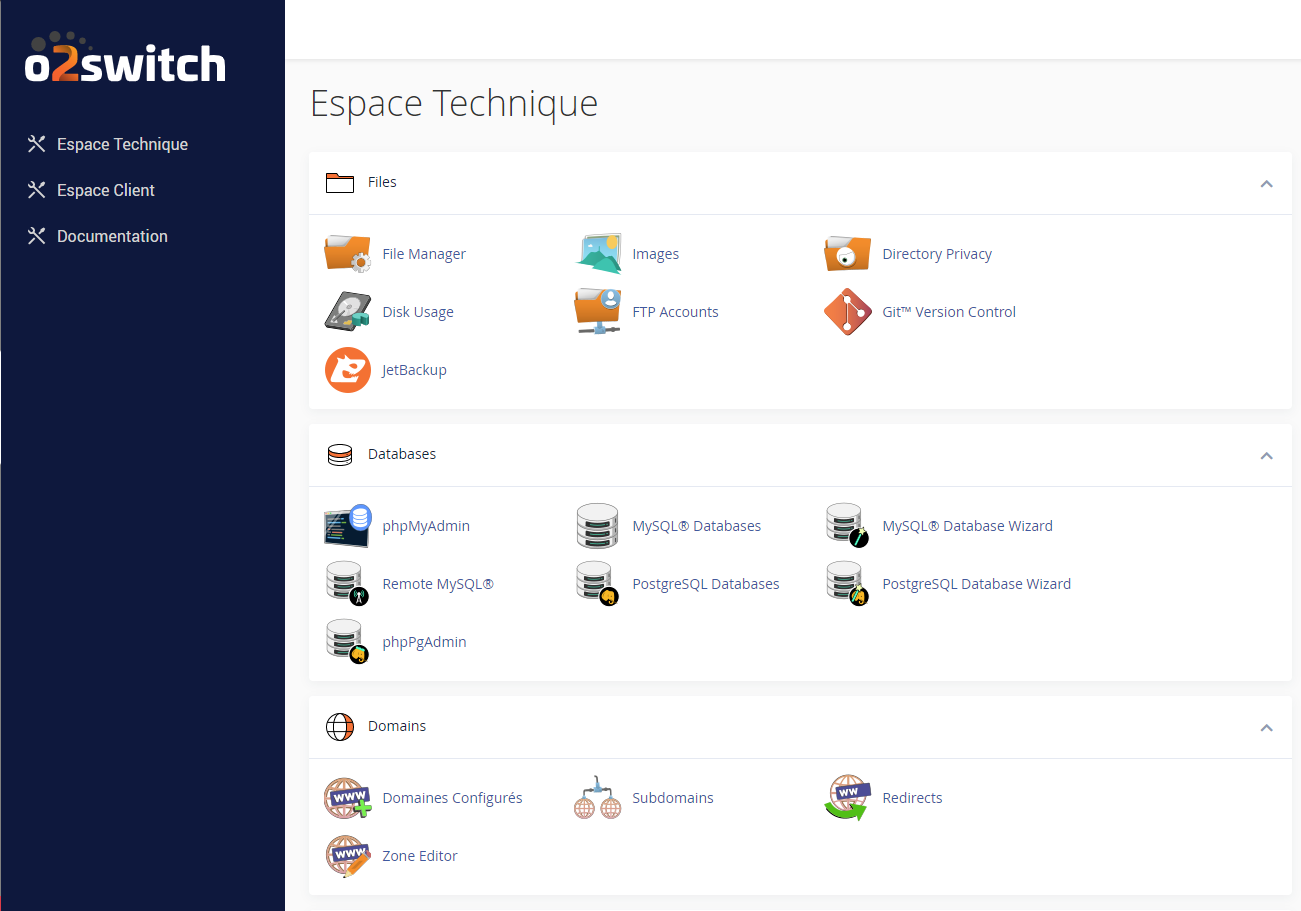 o2switch
Espace Technique
Espace Client
Documentation
Espace Technique
Files
File Manager
Images
Directory Privacy
Disk Usage
FTP Accounts
Git™ Version Control
JetBackup
Databases
phpMyAdmin
MySQL® Databases
MySQL® Database Wizard
Remote MySQL®
PostgreSQL Databases
PostgreSQL Database Wizard
phpPgAdmin
Domains
WWW
Domaines Configurés
Subdomains
WW
Redirects
WWW
Zone Editor